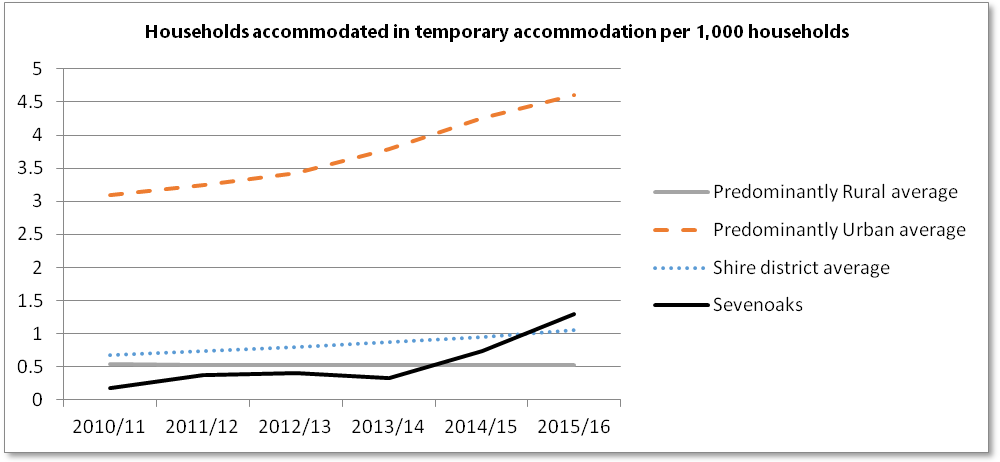 Households accommodated in temporary accommodation per 1,000 households
5
4.5
4
3.5
3
2.5
2
1.5
1
0.5
0
2010/11 2011/12 2012/13 2013/14 2014/15 2015/16
Predominantly Rural average
Predominantly Urban average
Shire district average
Sevenoaks